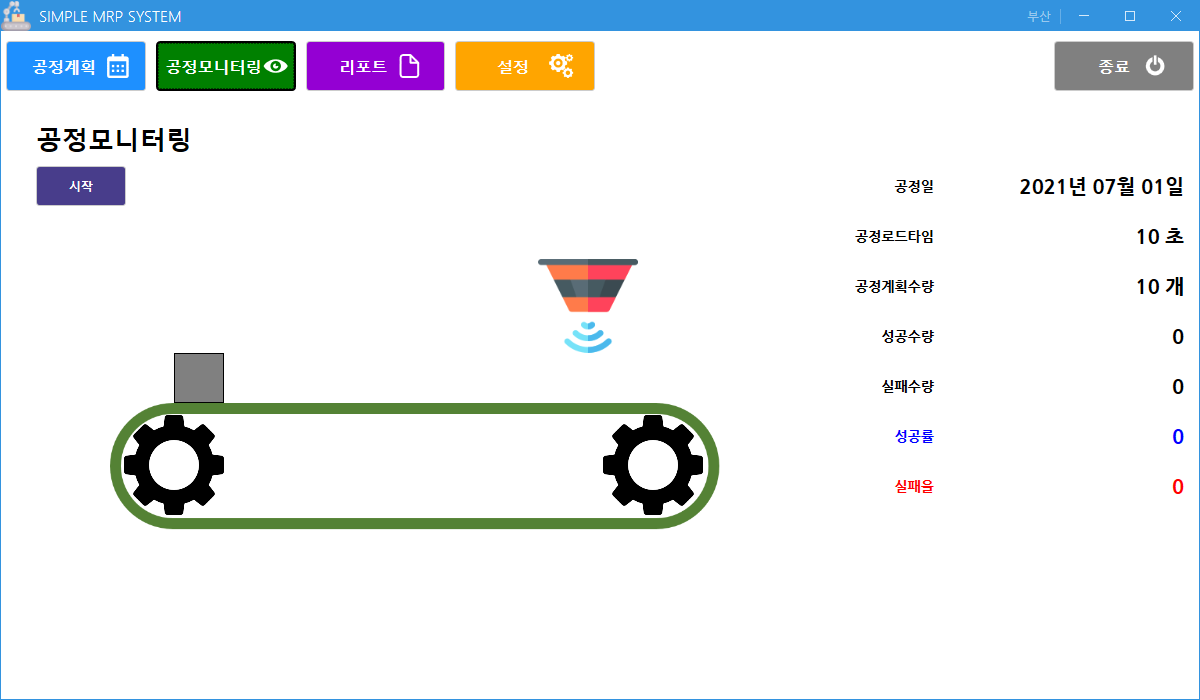 SIMPLE MRP SYSTEM
부산
공정계획
공정모니터링
리포트
설정
종료
공정모니터링
시작
공정일 2021년 07월 01일
공정로드타임 10 초
공정계획수량 10 개
성공수량 0
실패수량 0
성공률 0
실패율 0